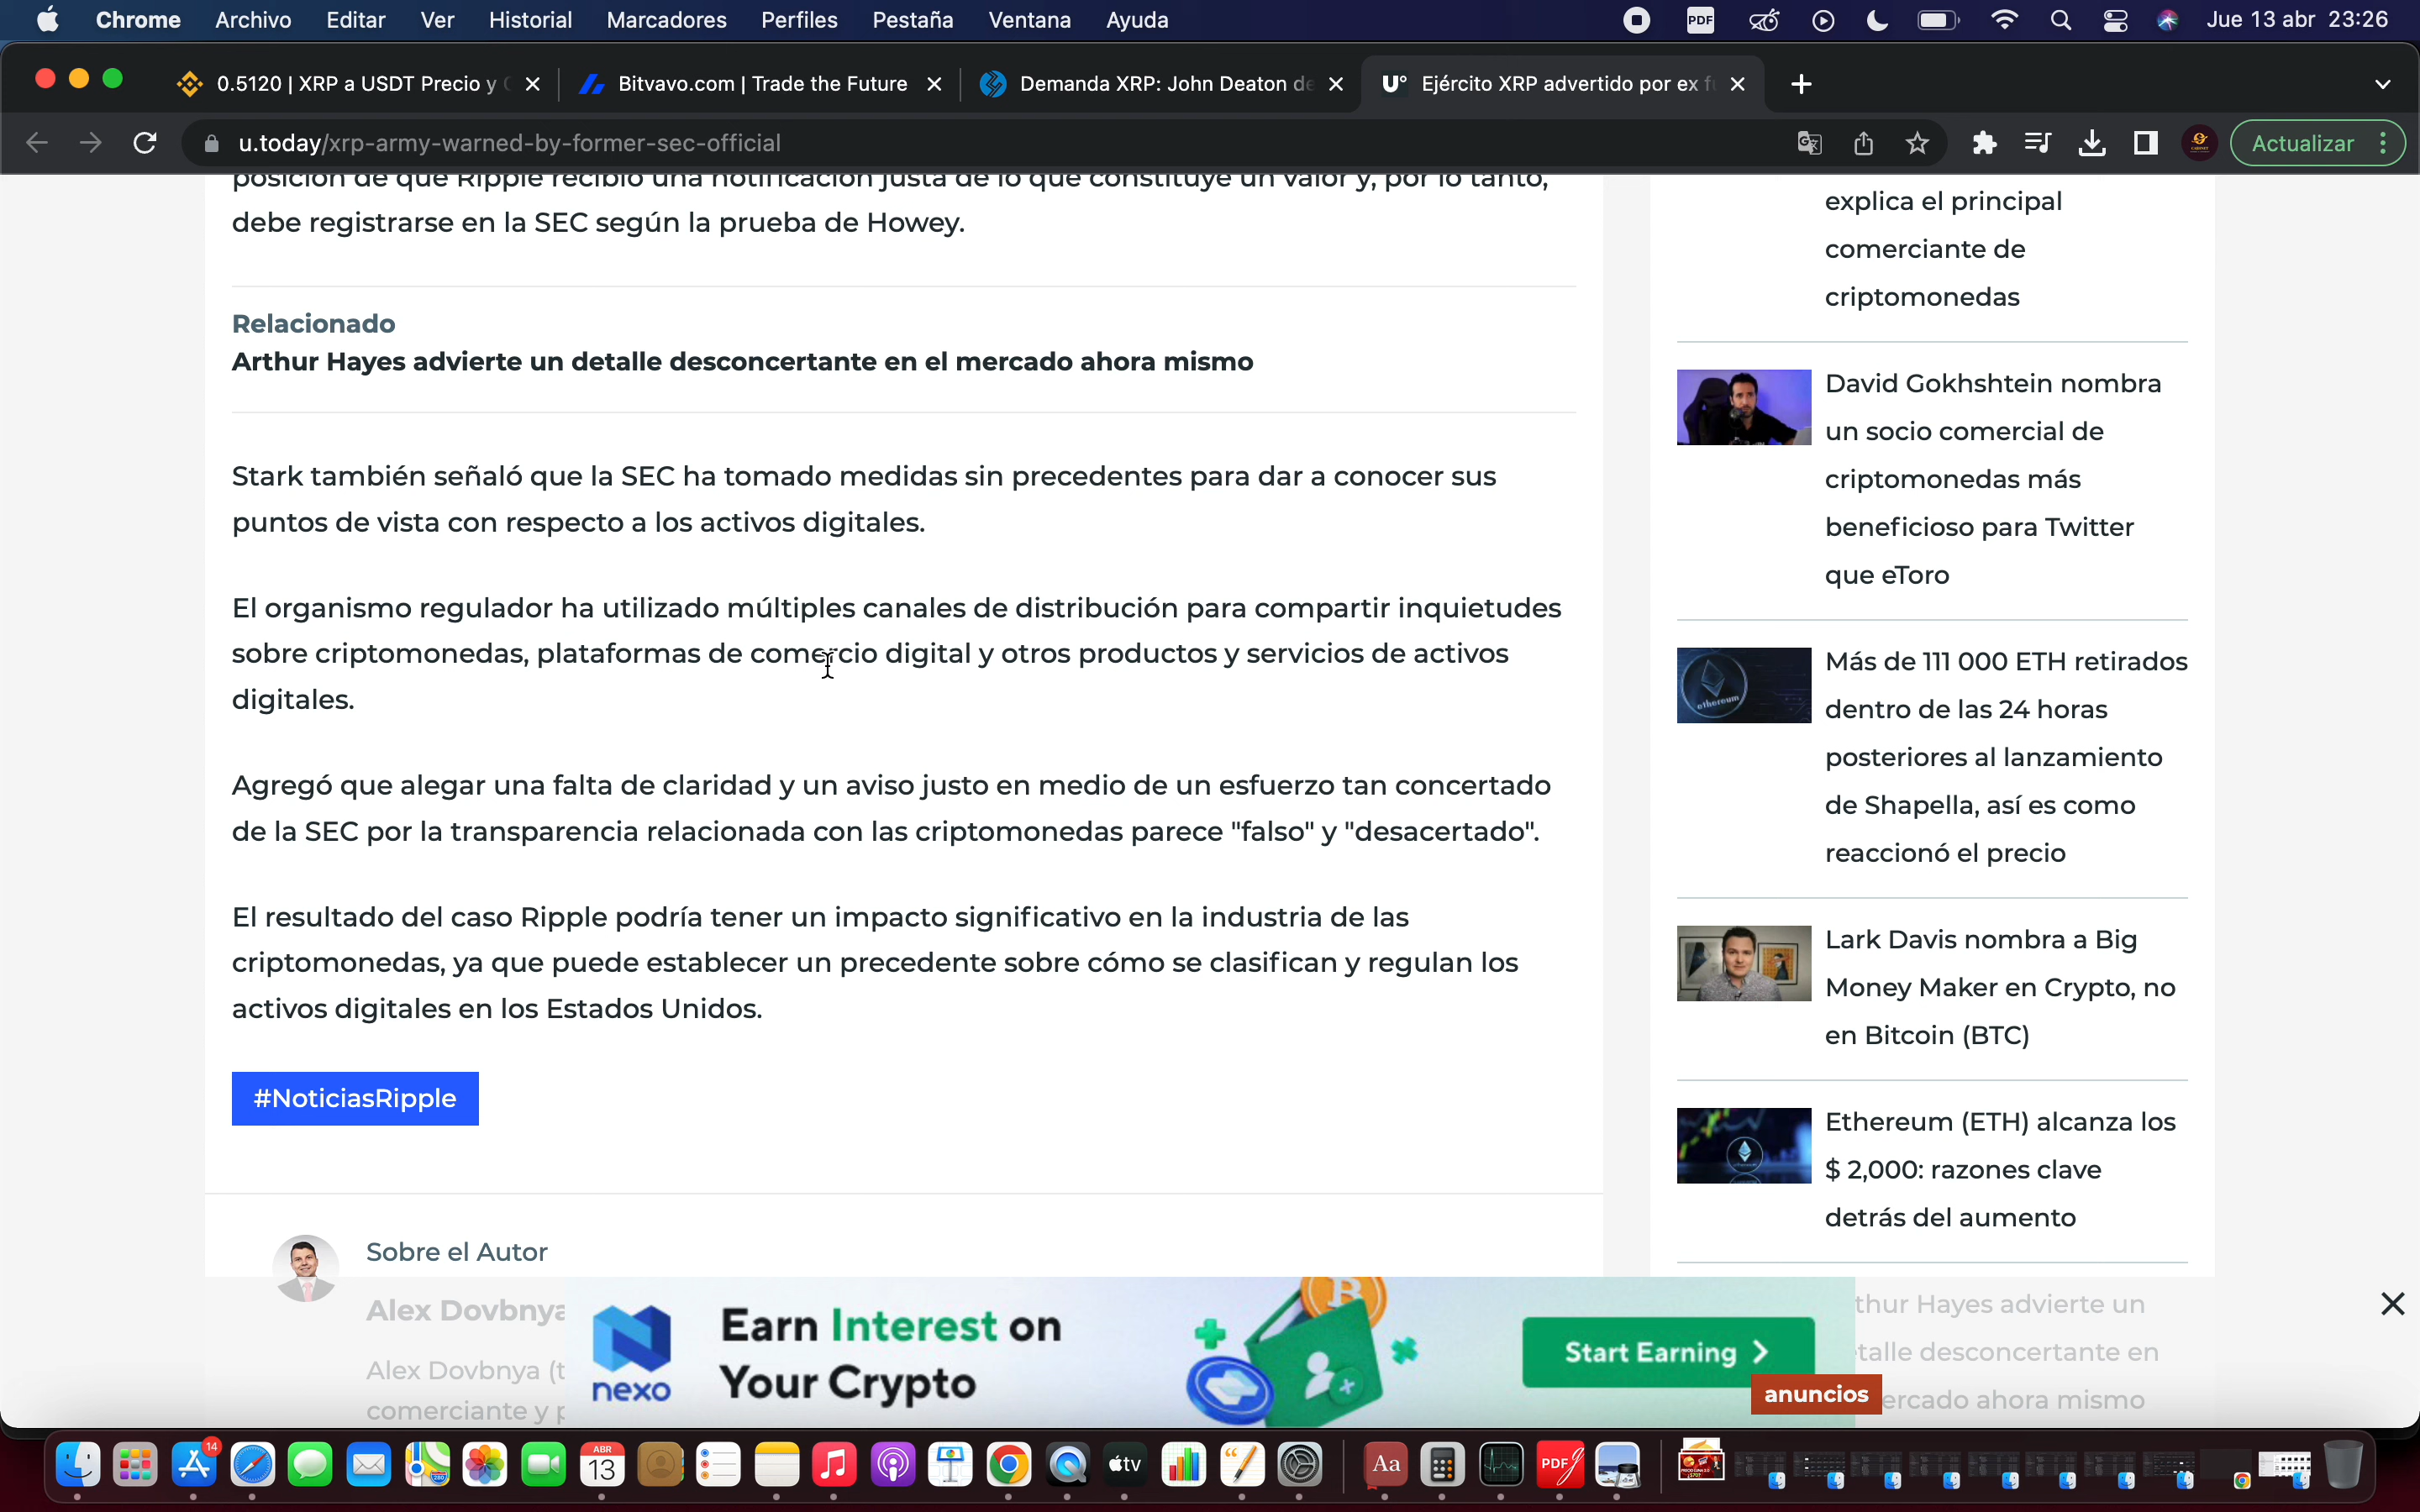 Chrome Archivo Editar Ver Historial Marcadores Perfiles Pestaña Ventana Ayuda
PDF
Jue 13 abr 23:26
0.5120 | XRP a USDT Precio y
Bitvavo.com | Trade the Future
Demanda XRP: John Deaton de
U° Ejército XRP advertido por ex f
u.today/xrp-army-warned-by-former-sec-official
Actualizar
posición de que Ripple recibió una notificación justa de lo que constituye un valor y, por lo tanto,
debe registrarse en la SEC según la prueba de Howey.
Relacionado
Arthur Hayes advierte un detalle desconcertante en el mercado ahora mismo
Stark también señaló que la SEC ha tomado medidas sin precedentes para dar a conocer sus
puntos de vista con respecto a los activos digitales.
El organismo regulador ha utilizado múltiples canales de distribución para compartir inquietudes
sobre criptomonedas, plataformas de comercio digital y otros productos y servicios de activos
digitales.
Agregó que alegar una falta de claridad y un aviso justo en medio de un esfuerzo tan concertado
de la SEC por la transparencia relacionada con las criptomonedas parece "falso" y "desacertado".
El resultado del caso Ripple podría tener un impacto significativo en la industria de las
criptomonedas, ya que puede establecer un precedente sobre cómo se clasifican y regulan los
activos digitales en los Estados Unidos.
#NoticiasRipple
Sobre el Autor
Alex Dovbnya
Alex Dovbnya (t
comerciante y p
explica el principal
comerciante de
criptomonedas
David Gokhshtein nombra
un socio comercial de
criptomonedas más
beneficioso para Twitter
que eToro
Más de 111 000 ETH retirados
dentro de las 24 horas
posteriores al lanzamiento
de Shapella, así es como
reaccionó el precio
ethereum
Lark Davis nombra a Big
Money Maker en Crypto, no
en Bitcoin (BTC)
Ethereum (ETH) alcanza los
$ 2,000: razones clave
detrás del aumento
thur Hayes advierte un
talle desconcertante en
ercado ahora mismo
nexo
Earn Interest on
Your Crypto
Start Earning
anuncios
14
ABR
13
280
tv
Aa
PDF